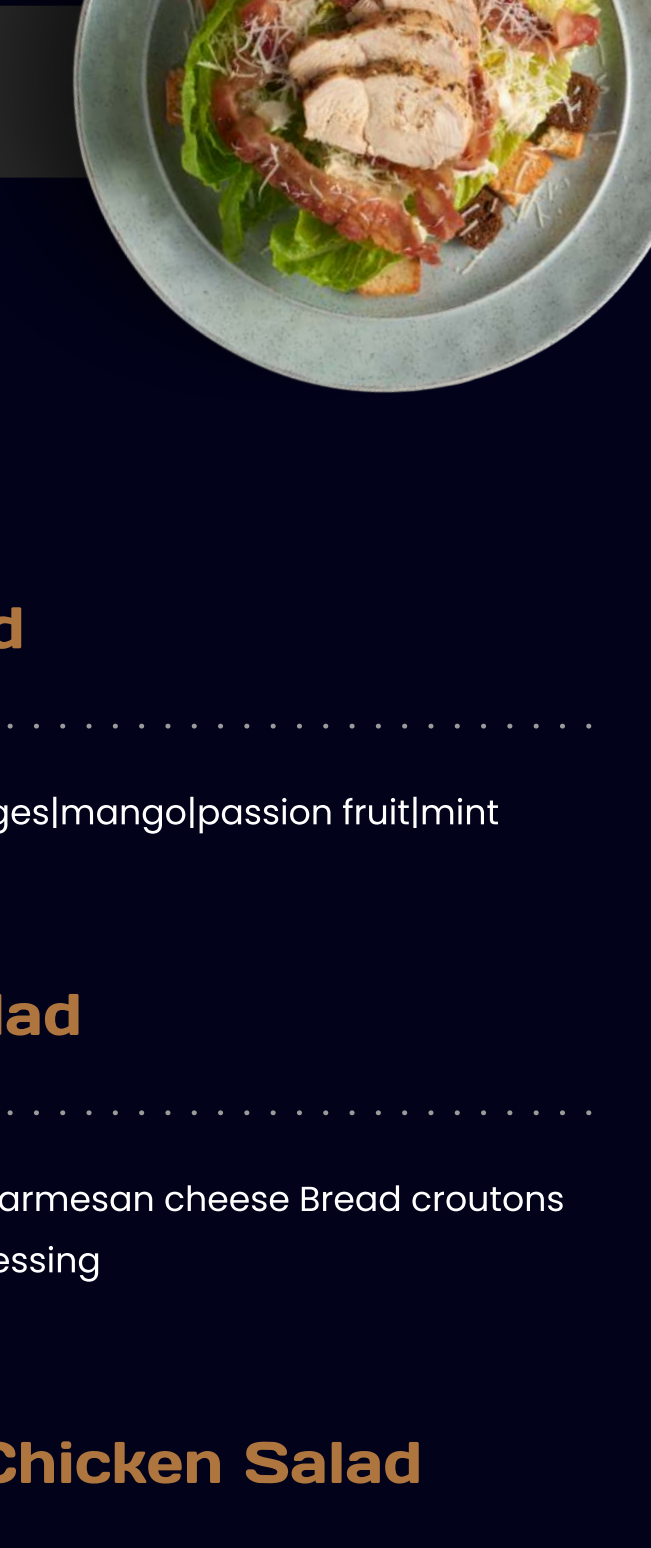 d
ges|mango|passion fruit|mint
lad
armesan cheese Bread croutons
essing
Chicken Salad